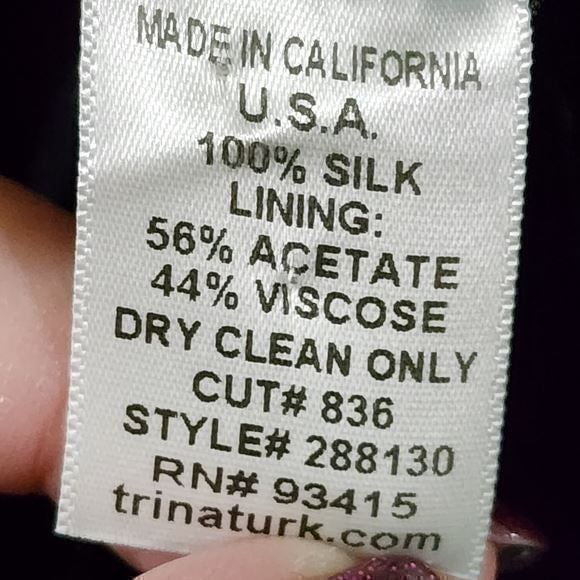 MADE IN CALIFORNIA
U.S.A.
100% SILK
LINING:
56% ACETATE
44% VISCOSE
DRY CLEAN ONLY
CUT# 836
STYLE# 288130
RN# 93415
trinaturk.com